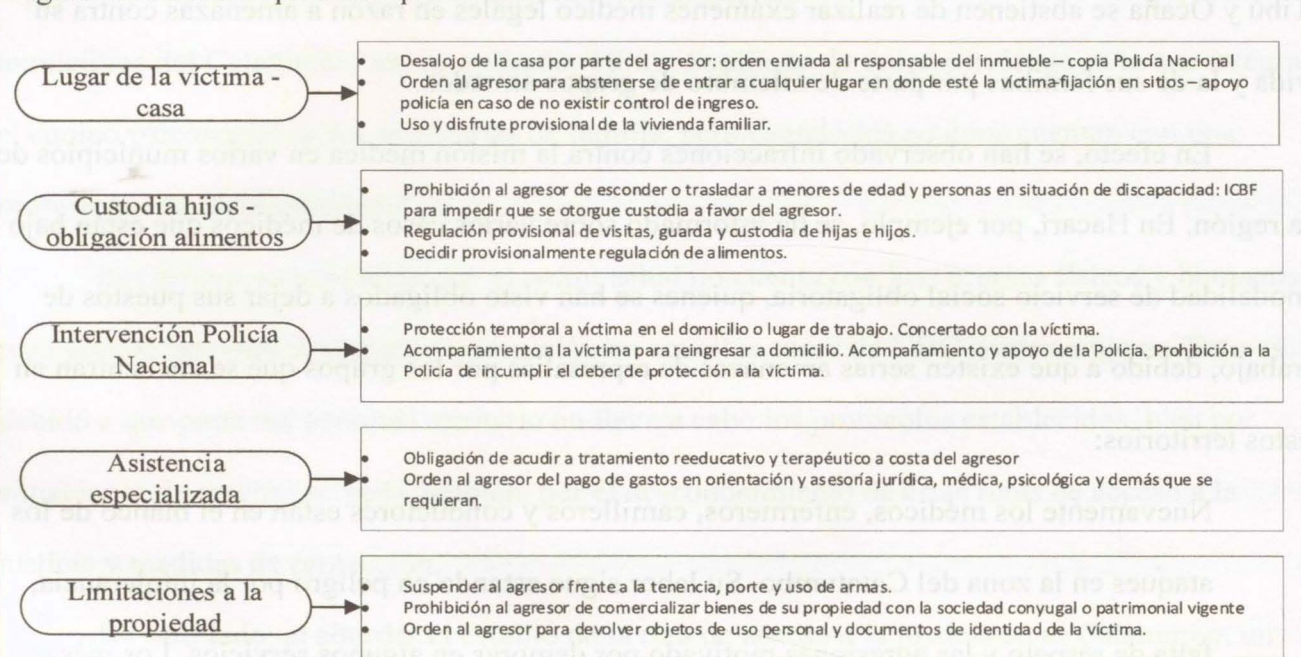 Lugar de la víctima -
casa
• Desalojo de la casa por parte del agresor: orden enviada al responsable del inmueble – copia Policía Nacional
• Orden al agresor para abstenerse de entrar a cualquier lugar en donde esté la víctima-fijación en sitios – apoyo
policía en caso de no existir control de ingreso.
• Uso y disfrute provisional de la vivienda familiar.
Custodia hijos -
obligación alimentos
• Prohibición al agresor de esconder o trasladar a menores de edad y personas en situación de discapacidad: ICBF
para impedir que se otorgue custodia a favor del agresor.
• Regulación provisional de visitas, guarda y custodia de hijas e hijos.
• Decidir provisionalmente regulación de alimentos.
Intervención Policía
Nacional
• Protección temporal a víctima en el domicilio o lugar de trabajo. Concertado con la víctima.
• Acompañamiento a la víctima para reingresar a domicilio. Acompañamiento y apoyo de la Policía. Prohibición a la
Policía de incumplir el deber de protección a la víctima.
Asistencia
especializada
• Obligación de acudir a tratamiento reeducativo y terapéutico a costa del agresor
• Orden al agresor del pago de gastos en orientación y asesoría jurídica, médica, psicológica y demás que se
requieran.
Limitaciones a la
propiedad
• Suspender al agresor frente a la tenencia, porte y uso de armas.
• Prohibición al agresor de comercializar bienes de su propiedad con la sociedad conyugal o patrimonial vigente
• Orden al agresor para devolver objetos de uso personal y documentos de identidad de la víctima.